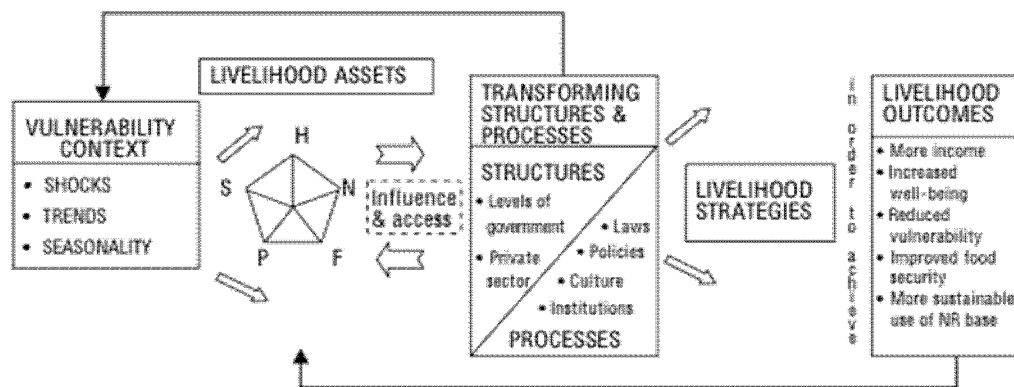 LIVELIHOOD ASSETS
VULNERABILITY
CONTEXT
• SHOCKS
• TRENDS
• SEASONALITY
H
S
N
P
F
Influence
& access
TRANSFORMING
STRUCTURES &
PROCESSES
STRUCTURES
• Levels of
government
• Private
sector
• Laws
• Policies
• Culture
• Institutions
PROCESSES
LIVELIHOOD
STRATEGIES
in order to achieve
LIVELIHOOD
OUTCOMES
• More income
• Increased
well-being
• Reduced
vulnerability
• Improved food
security
• More sustainable
use of NR base